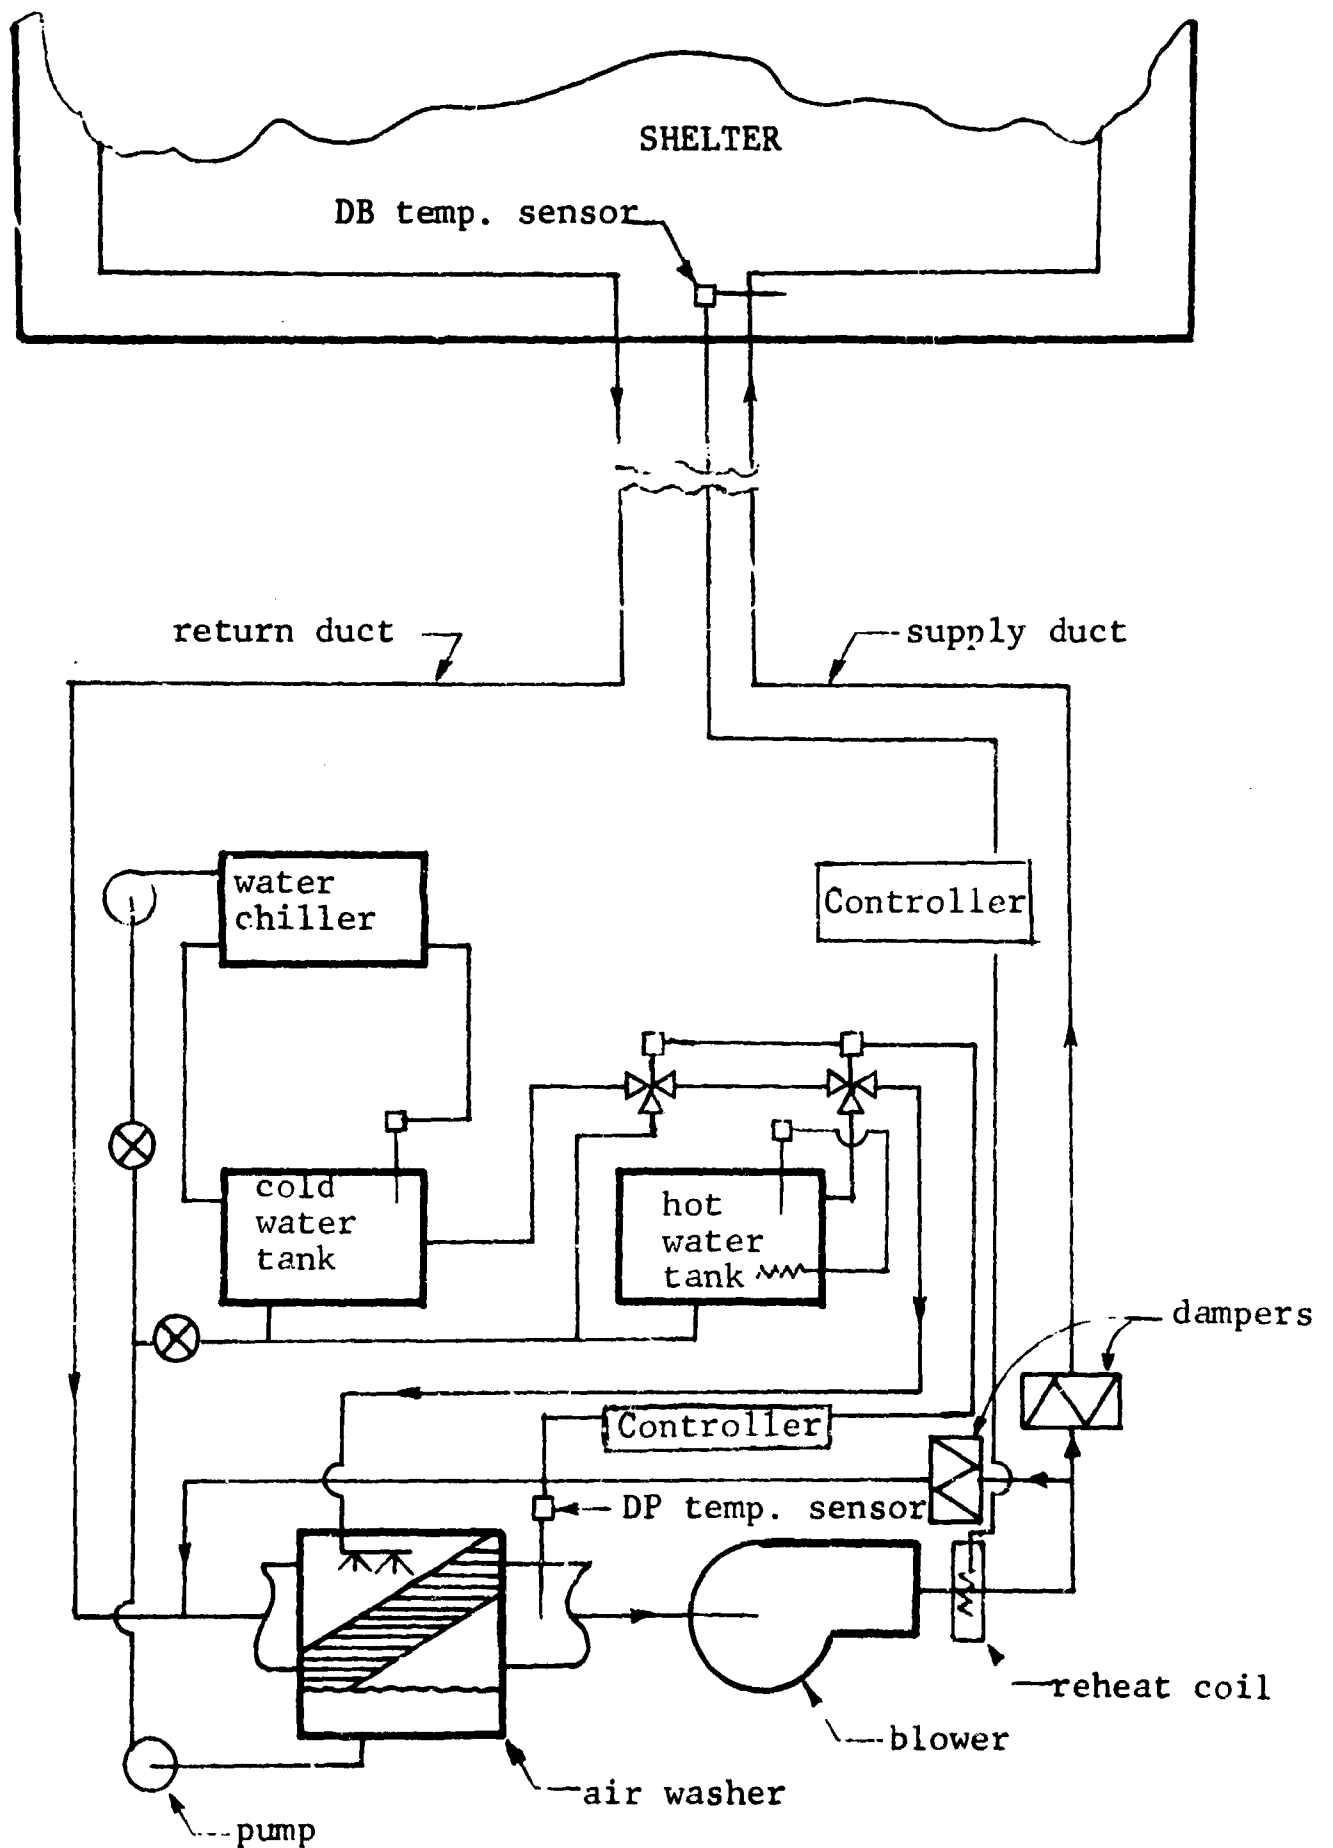 SHELTER
DB temp. sensor
return duct
supply duct
water
chiller
Controller
cold
water
tank
hot
water
tank
dampers
Controller
DP temp. sensor
reheat coil
blower
air washer
pump